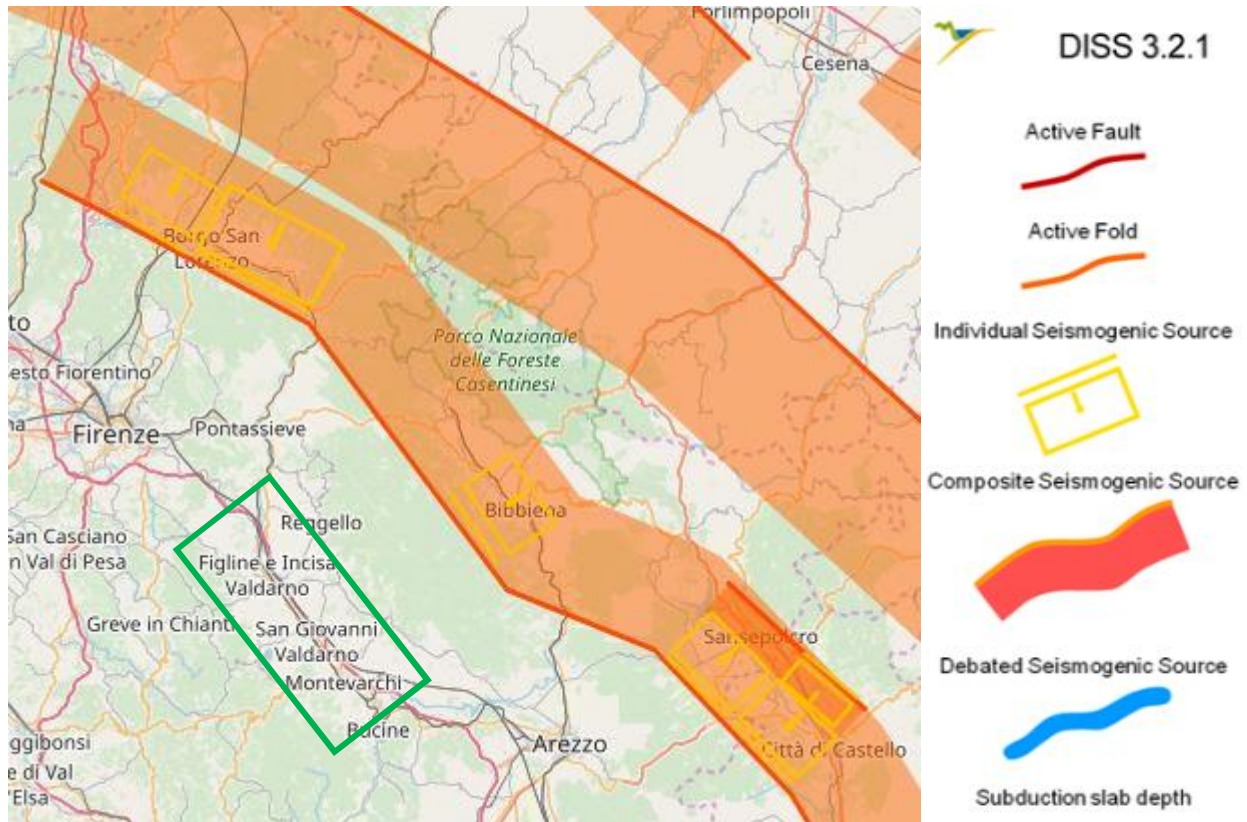 Forlimpopoli
Cesena
Borgo San
Lorenzo
to
Parco Nazionale
delle Foreste
Casentinesi
esto Fiorentino
na
Firenze
Pontassieve
Reggello
San Casciano
n Val di Pesa
Figline e Incisa
Valdarno
Bibbiena
Greve in Chianti
San Giovanni
Valdarno
Sansepolcro
Montevarchi
Bucine
ggibonsi
Arezzo
Città di Castello
e di Val
'Elsa
DISS 3.2.1
Active Fault
Active Fold
Individual Seismogenic Source
Composite Seismogenic Source
Debated Seismogenic Source
Subduction slab depth